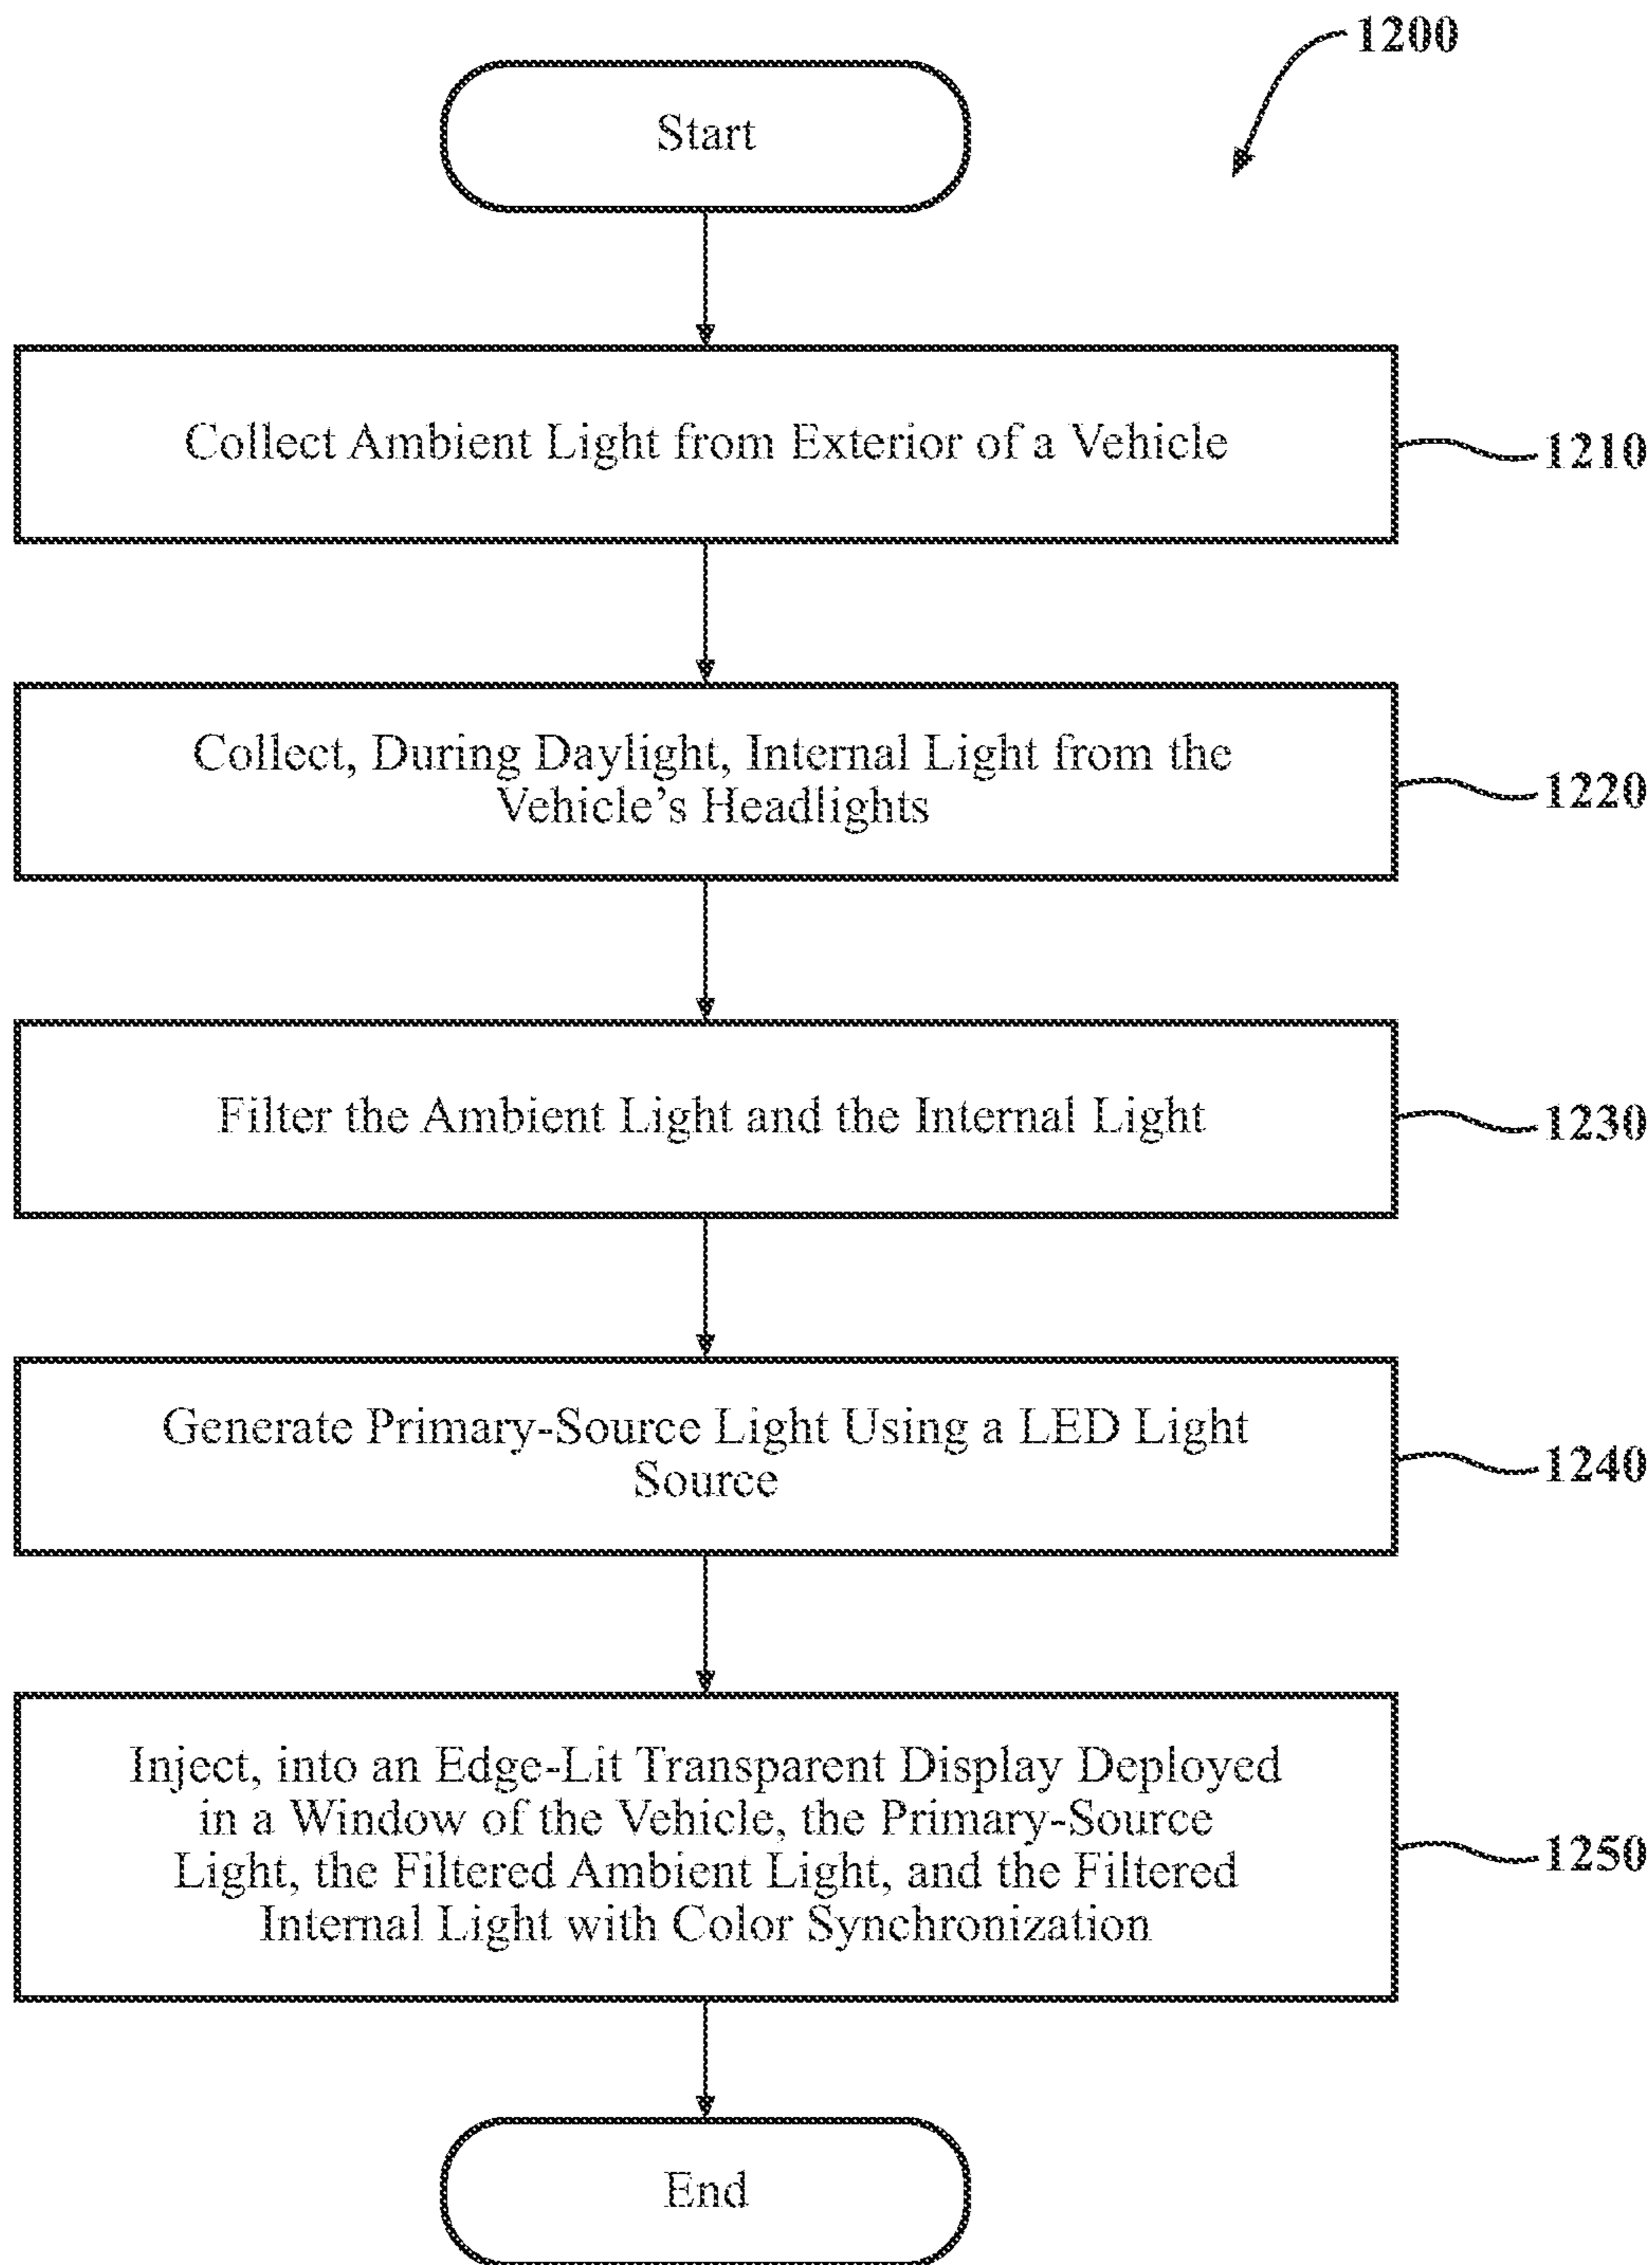 1200
Start
Collect Ambient Light from Exterior of a Vehicle
1210
Collect, During Daylight, Internal Light from the
Vehicle's Headlights
1220
Filter the Ambient Light and the Internal Light
1230
Generate Primary-Source Light Using a LED Light
Source
1240
Inject, into an Edge-Lit Transparent Display Deployed
in a Window of the Vehicle, the Primary-Source
Light, the Filtered Ambient Light, and the Filtered
Internal Light with Color Synchronization
1250
End